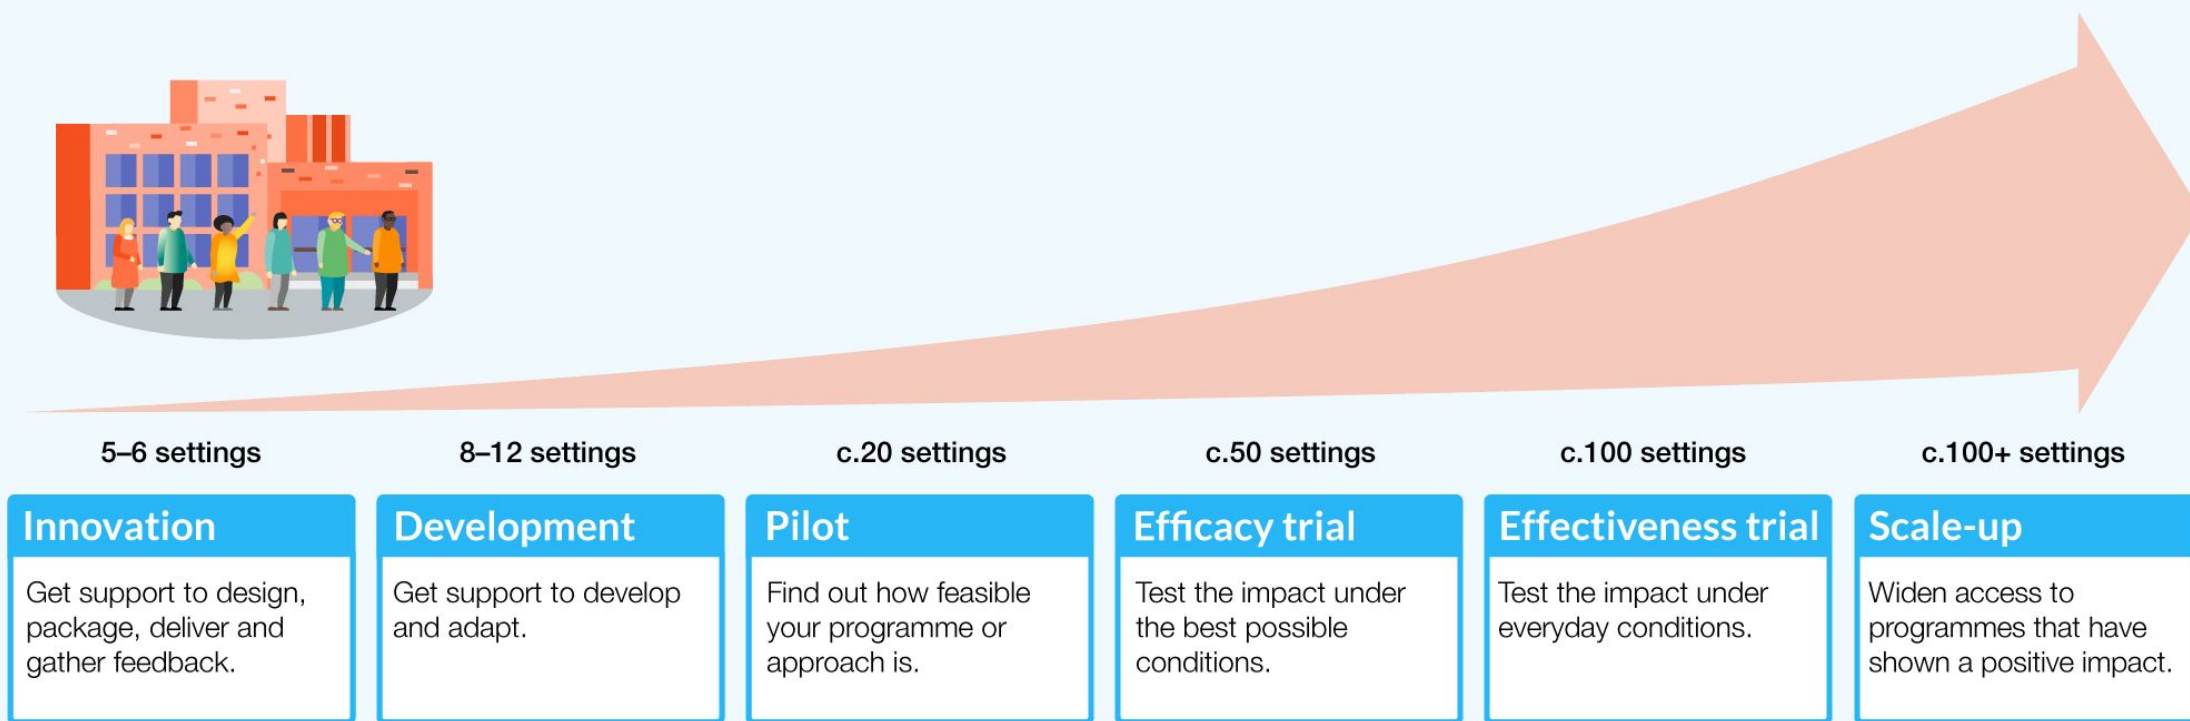 5–6 settings
8–12 settings
c.20 settings
c.50 settings
c.100 settings
c.100+ settings
Innovation
Get support to design,
package, deliver and
gather feedback.
Development
Get support to develop
and adapt.
Pilot
Find out how feasible
your programme or
approach is.
Efficacy trial
Test the impact under
the best possible
conditions.
Effectiveness trial
Test the impact under
everyday conditions.
Scale-up
Widen access to
programmes that have
shown a positive impact.